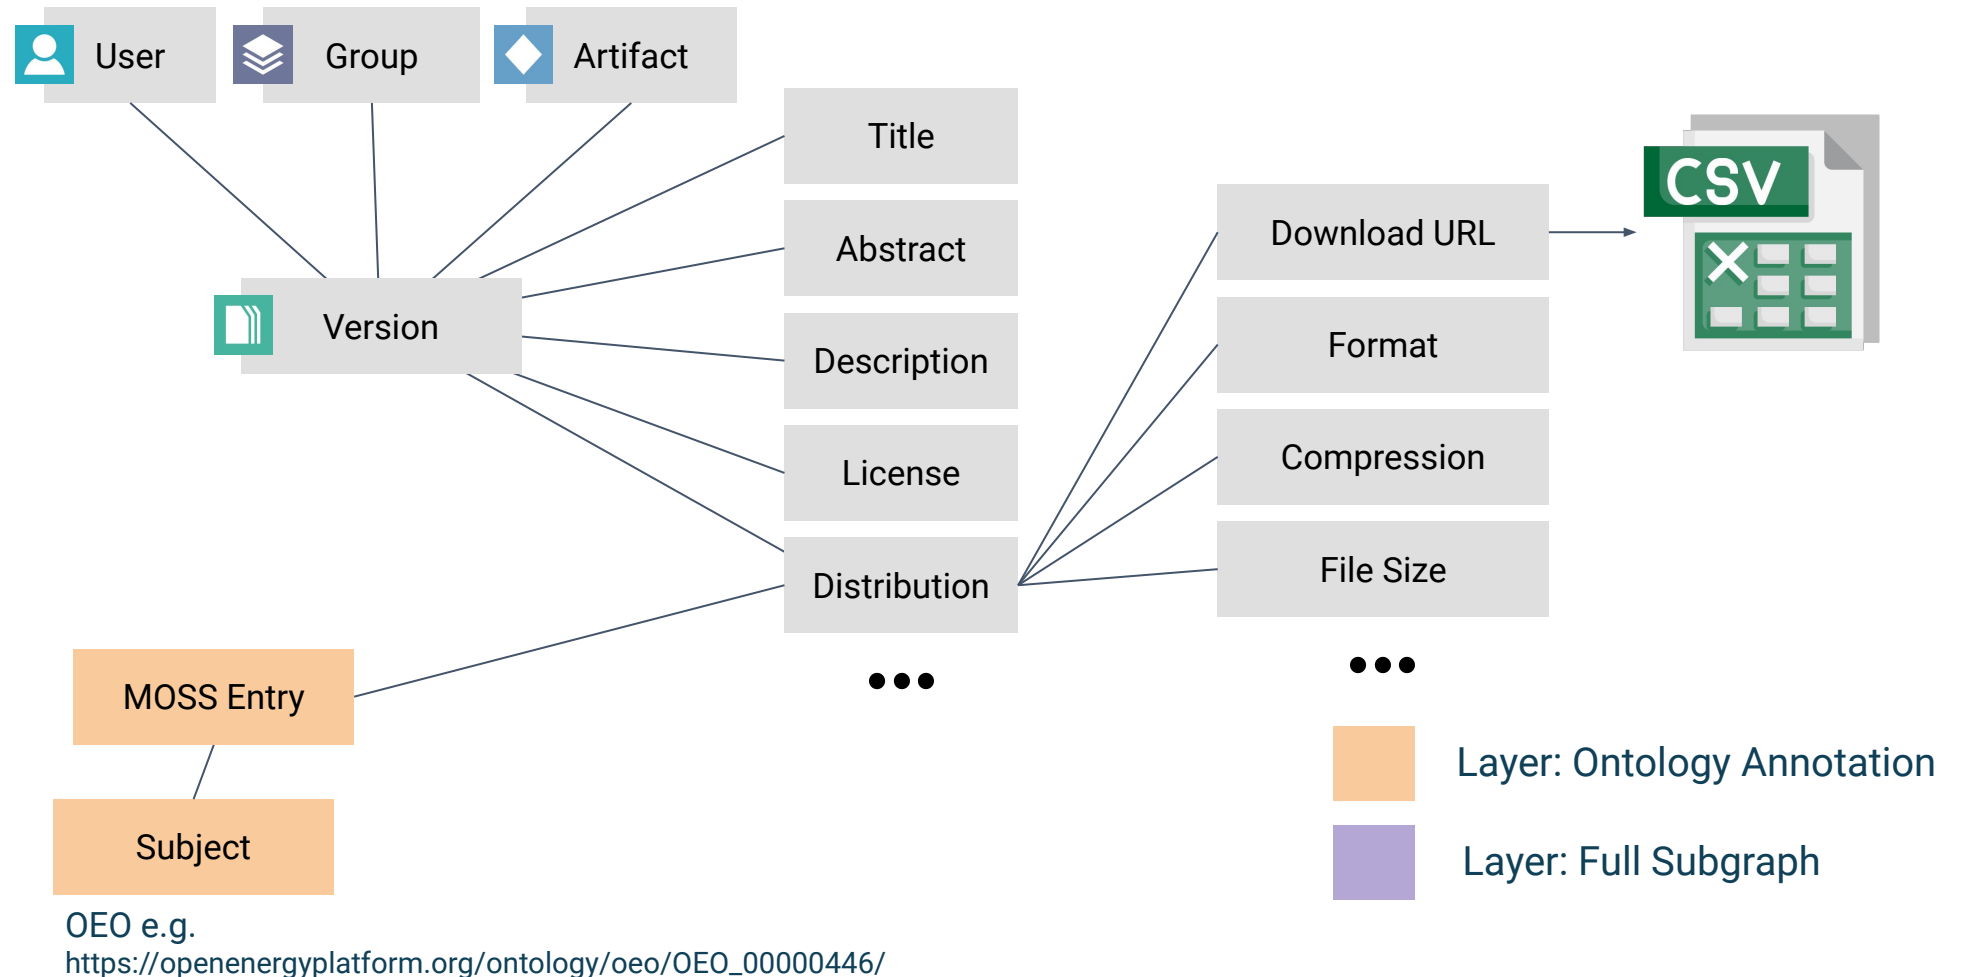 User
Group
Artifact
Title
Abstract
Description
License
Distribution
Version
Download URL
Format
Compression
File Size
CSV
MOSS Entry
Subject
OEO e.g.
https://openenergyplatform.org/ontology/oeo/OEO_00000446/
Layer: Ontology Annotation
Layer: Full Subgraph